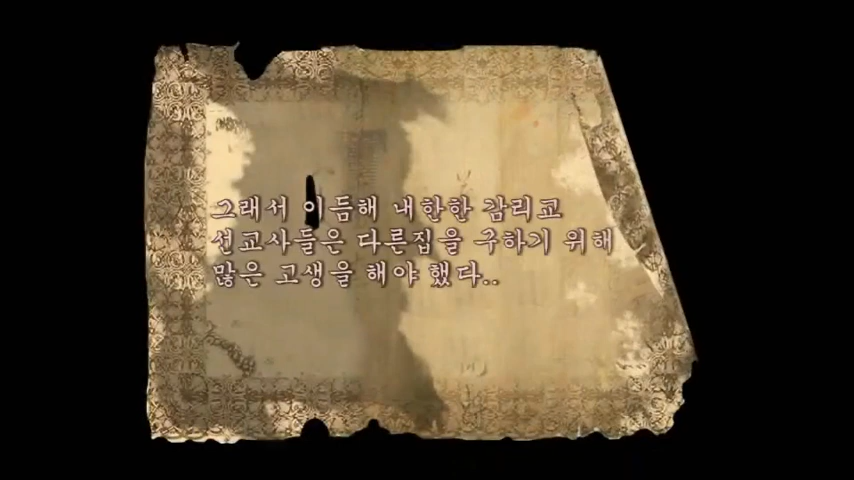 그래서 이듬해 내한한 감리교
선교사들은 다른집을 구하기 위해
많은 고생을 해야 했다..